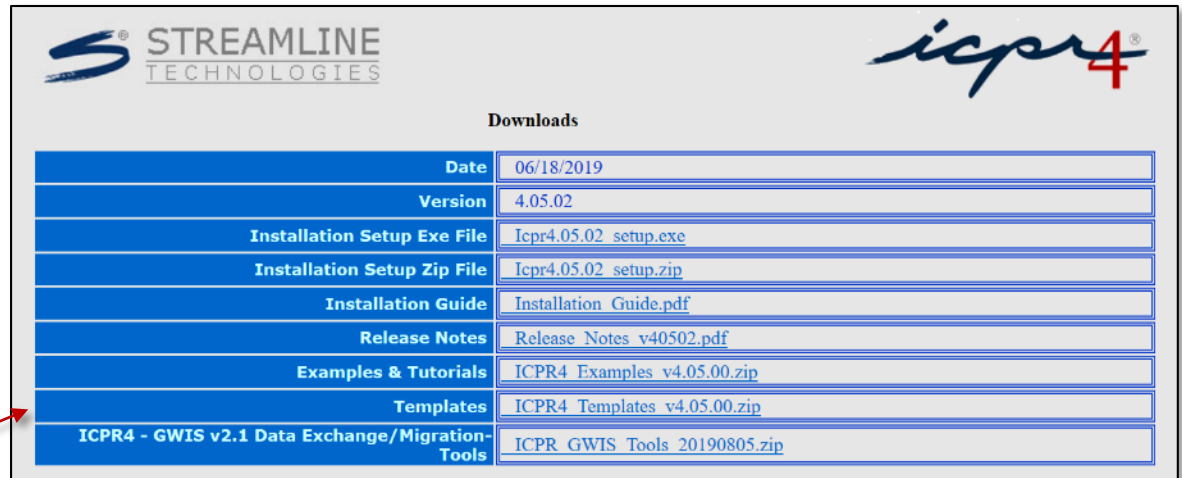 STREAMLINE
TECHNOLOGIES
icpr4®
Downloads
Date 06/18/2019
Version 4.05.02
Installation Setup Exe File Icpr4.05.02_setup.exe
Installation Setup Zip File Icpr4.05.02_setup.zip
Installation Guide Installation_Guide.pdf
Release Notes Release_Notes_v40502.pdf
Examples & Tutorials ICPR4_Examples_v4.05.00.zip
Templates ICPR4_Templates_v4.05.00.zip
ICPR4 - GWIS v2.1 Data Exchange/Migration-
Tools ICPR_GWIS_Tools_20190805.zip